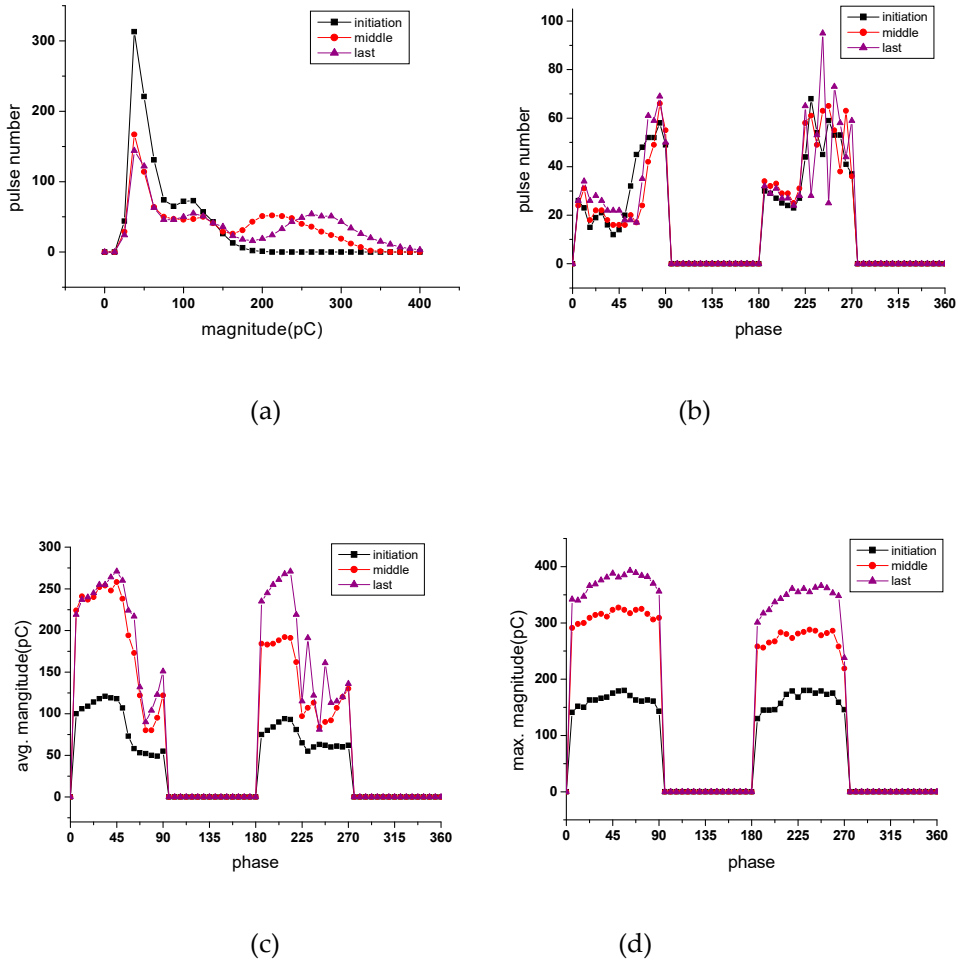 initiation
middle
last
pulse number
300
200
100
0
0
100
200
300
400
magnitude(pC)
(a)
initiation
middle
last
pulse number
100
80
60
40
20
0
0
45
90
135
180
225
270
315
360
phase
(b)
initiation
middle
last
avg. mangitude(pC)
300
250
200
150
100
50
0
0
45
90
135
180
225
270
315
360
phase
(c)
initiation
middle
last
max. magnitude(pC)
400
300
200
100
0
0
45
90
135
180
225
270
315
360
phase
(d)